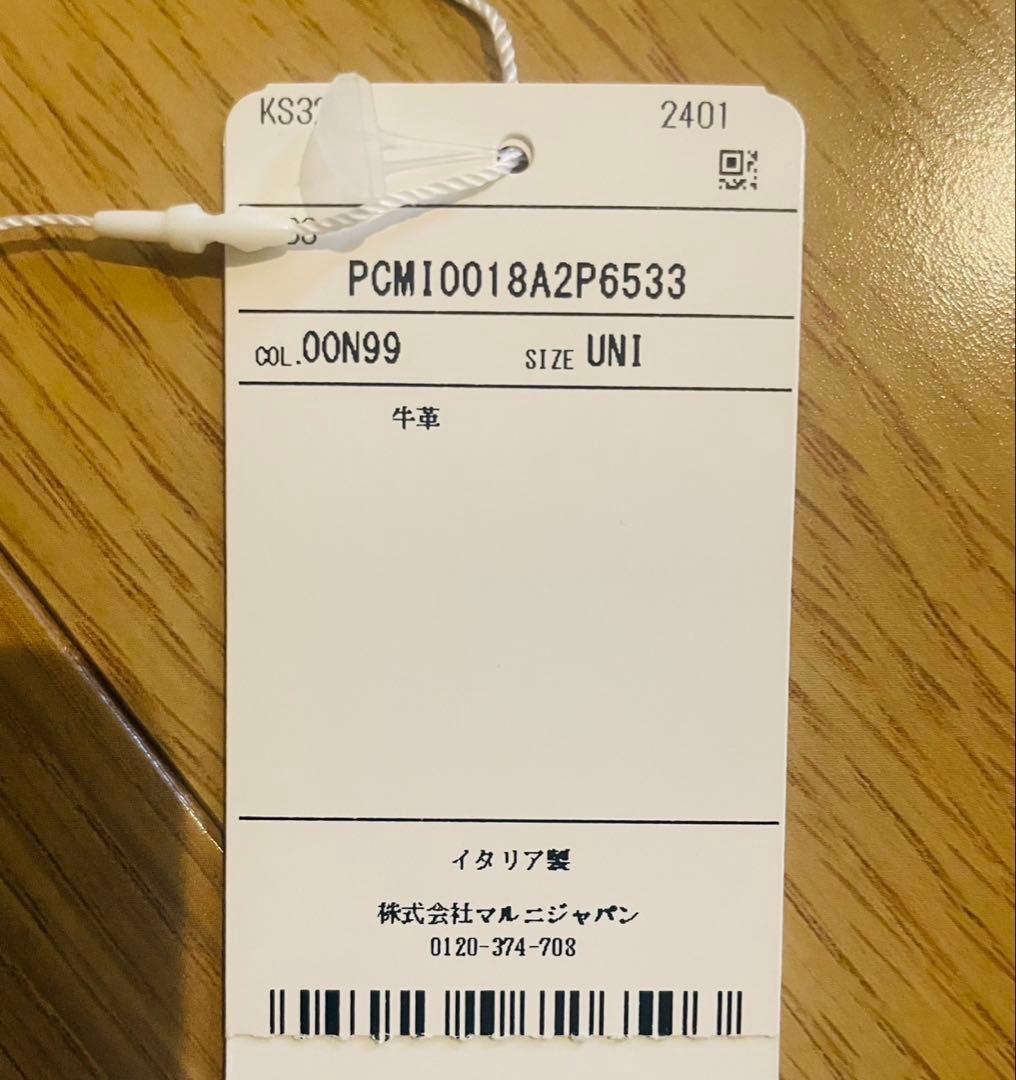 KS32
2401
PCMI0018A2P6533
COL.00N99 SIZE UNI
牛革
イタリア製
株式会社マルニジャパン
0120-374-708